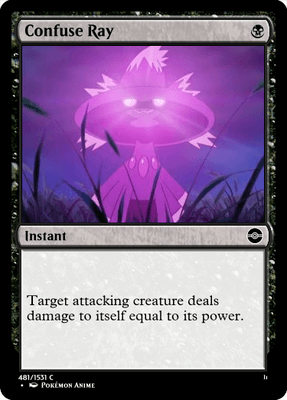 Confuse Ray
Instant
Target attacking creature deals
damage to itself equal to its power.
481/1531 C
• Pokémon Anime